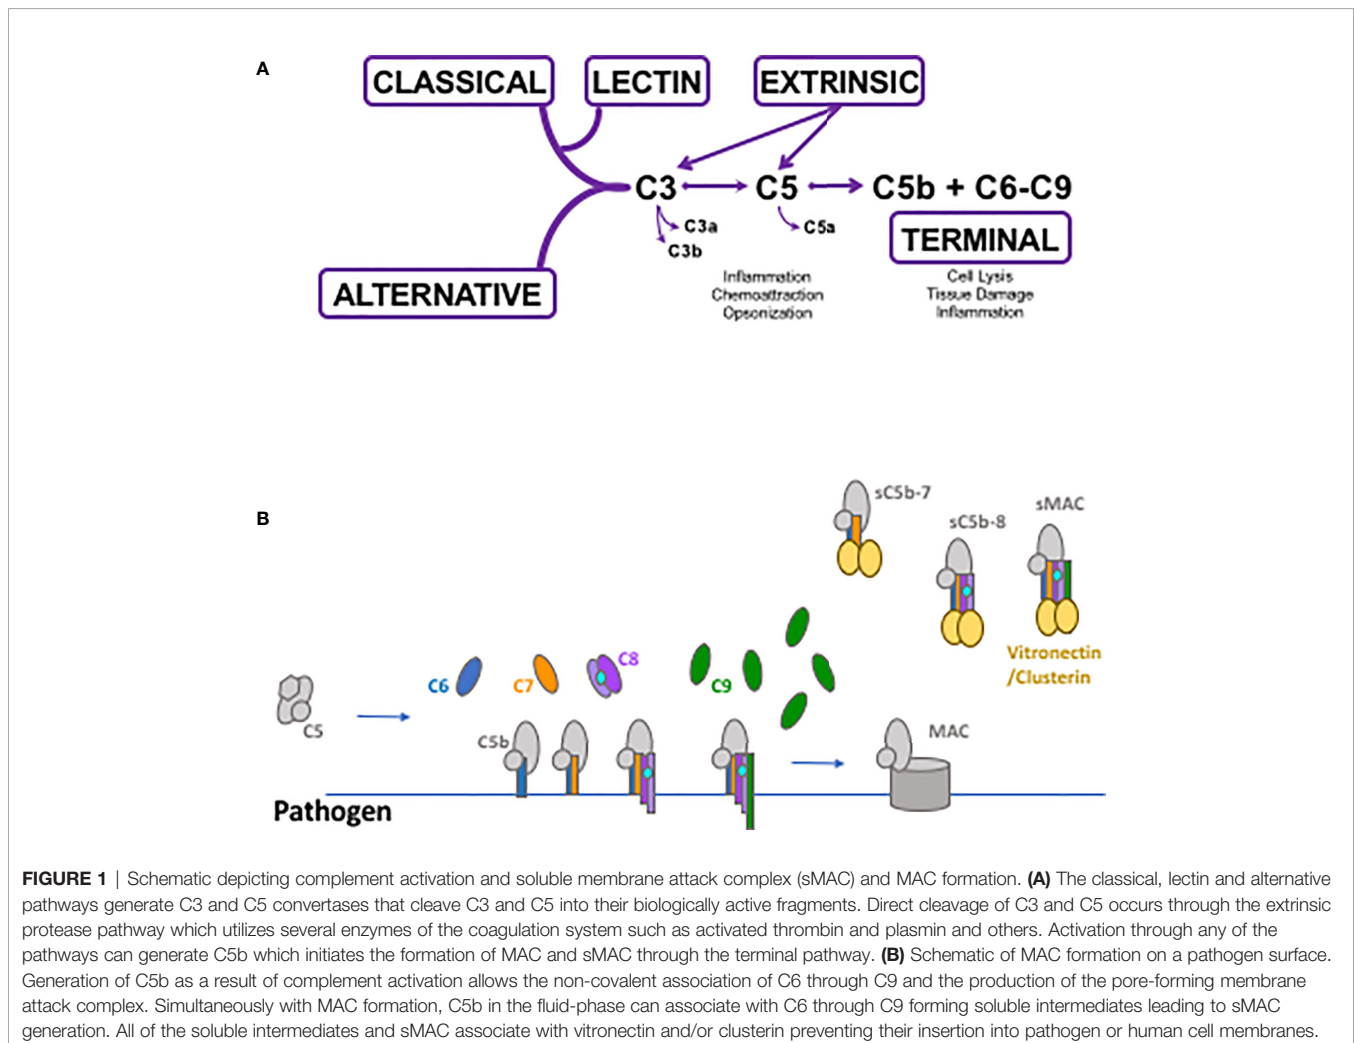 A
CLASSICAL
LECTIN
EXTRINSIC
C3
C5
C5b + C6-C9
C3a
C3b
C5a
TERMINAL
ALTERNATIVE
Inflammation
Chemoattraction
Opsonization
Cell Lysis
Tissue Damage
Inflammation
B
sC5b-7
sC5b-8
sMAC
Vitronectin
/Clusterin
C6
C7
C8
C9
C5
C5b
MAC
Pathogen
FIGURE 1 | Schematic depicting complement activation and soluble membrane attack complex (sMAC) and MAC formation. (A) The classical, lectin and alternative
pathways generate C3 and C5 convertases that cleave C3 and C5 into their biologically active fragments. Direct cleavage of C3 and C5 occurs through the extrinsic
protease pathway which utilizes several enzymes of the coagulation system such as activated thrombin and plasmin and others. Activation through any of the
pathways can generate C5b which initiates the formation of MAC and sMAC through the terminal pathway. (B) Schematic of MAC formation on a pathogen surface.
Generation of C5b as a result of complement activation allows the non-covalent association of C6 through C9 and the production of the pore-forming membrane
attack complex. Simultaneously with MAC formation, C5b in the fluid-phase can associate with C6 through C9 forming soluble intermediates leading to sMAC
generation. All of the soluble intermediates and sMAC associate with vitronectin and/or clusterin preventing their insertion into pathogen or human cell membranes.